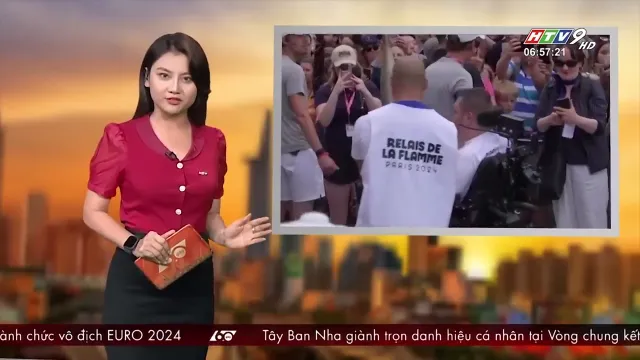 HTV9 HD
06:57:21
RELAIS DE
LA FLAMME
PARIS 2024
ành chức vô địch EURO 2024
60
Tây Ban Nha giành trọn danh hiệu cá nhân tại Vòng chung kết